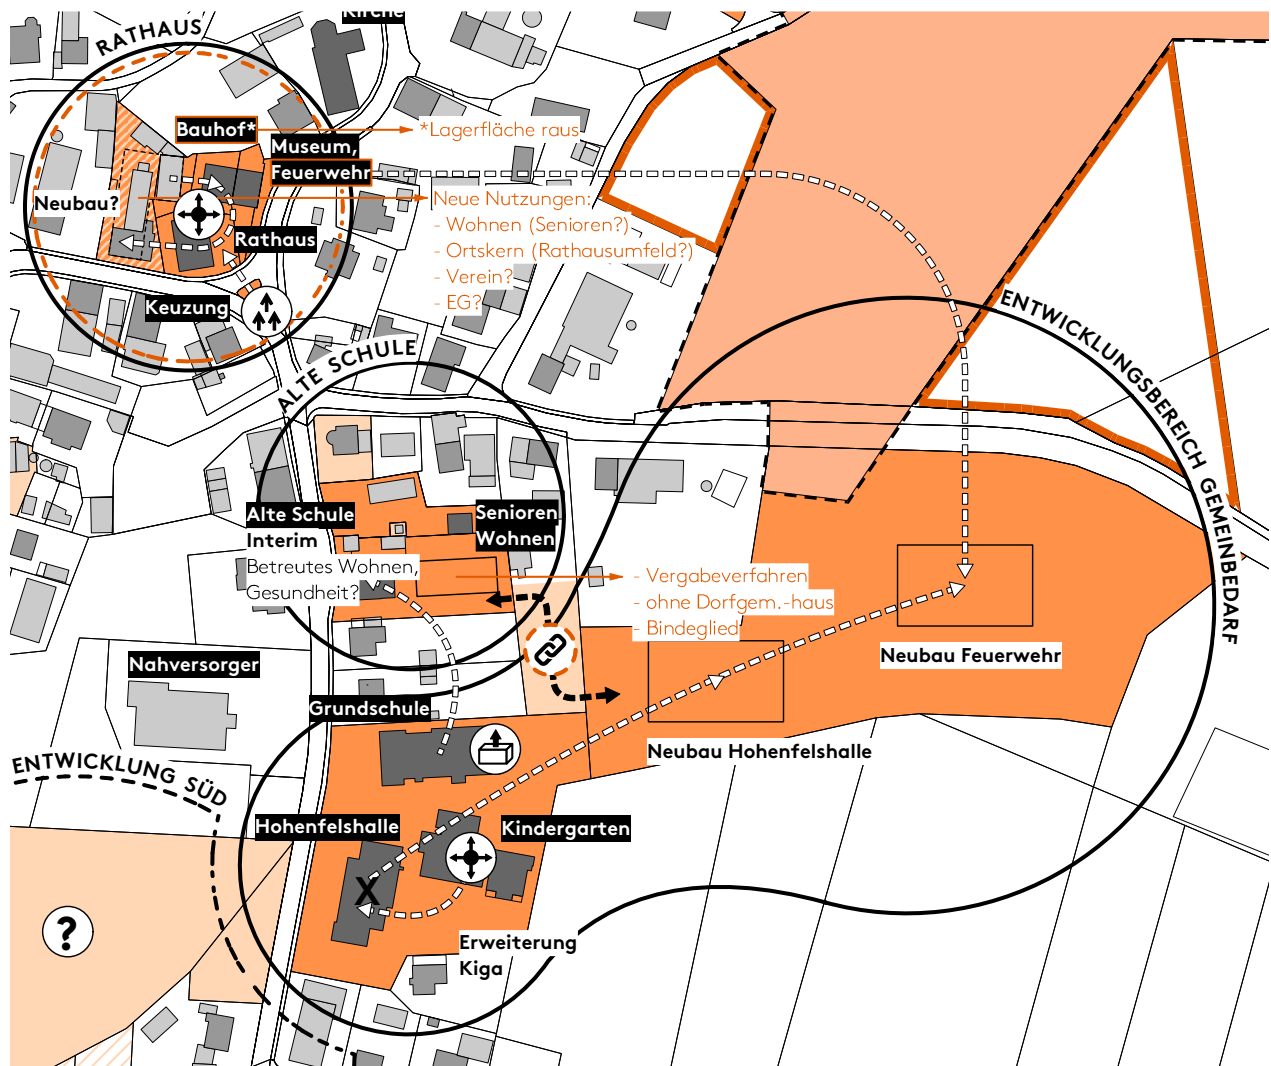 Kirche
RATHAUS
Bauhof*
*Lagerfläche raus
Museum,
Feuerwehr
Neubau?
Neue Nutzungen:
- Wohnen (Senioren?)
- Ortskern (Rathausumfeld?)
- Verein?
- EG?
Rathaus
Keuzung
ENTWICKLUNGSBEREICH GEMEINBEDARF
ALTE SCHULE
Alte Schule
Interim
Betreutes Wohnen,
Gesundheit?
Senioren
Wohnen
- Vergabeverfahren
- ohne Dorfgem.-haus
- Bindeglied
Neubau Feuerwehr
Nahversorger
Grundschule
Neubau Hohenfelshalle
ENTWICKLUNG SÜD
Hohenfelshalle
Kindergarten
X
?
Erweiterung
Kiga